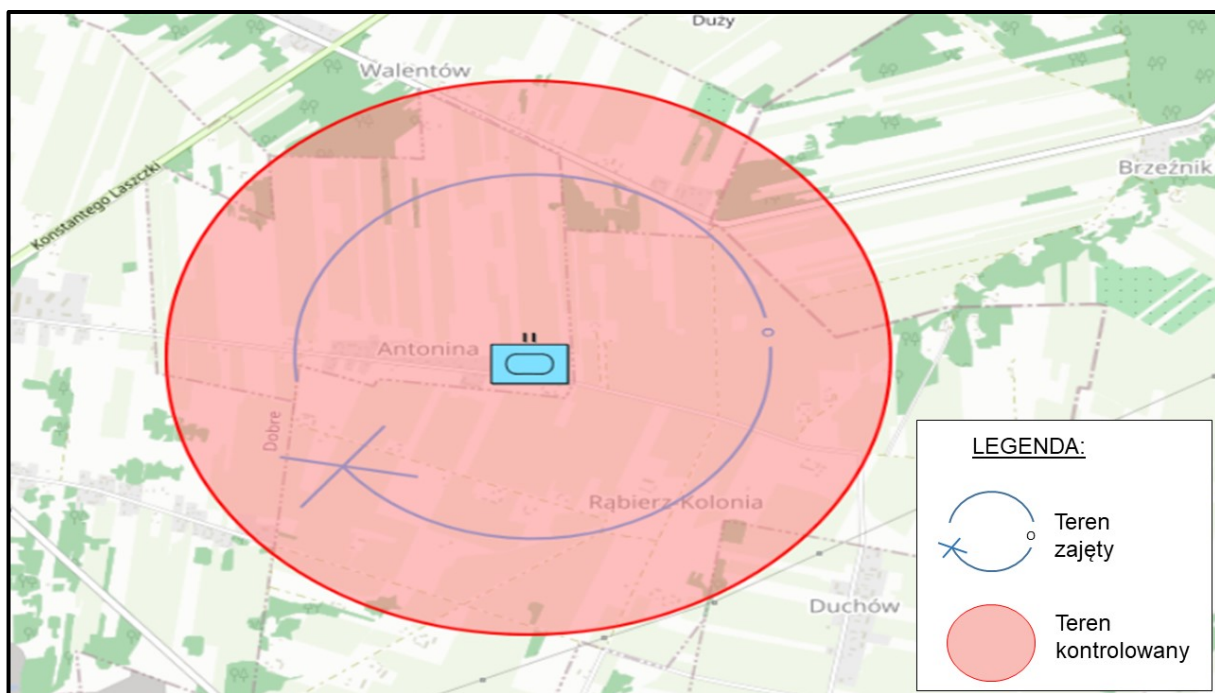 Duży
Walentów
Brzeźnik
Konstantego Laszczki
Antonina
Dobre
Rąbierz-Kolonia
Duchów
O
LEGENDA:
Teren
zajęty
O
Teren
kontrolowany